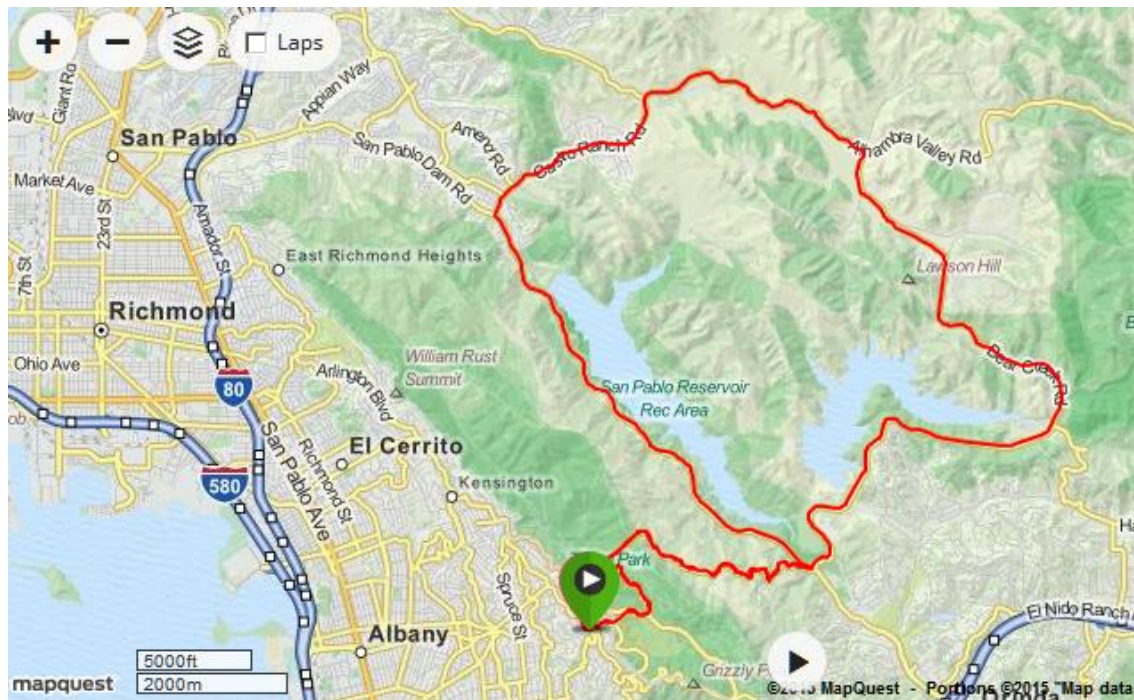 + − Laps
Giant Rd
Appian Way
San Pablo
San Pablo Dam Rd
Castro Ranch Rd
Alhambra Valley Rd
Market Ave
23rd St
Amador St
7th St
East Richmond Heights
Lawson Hill
Richmond
Ohio Ave
William Rust
Summit
Bear Creek Rd
80
Arlington Blvd
San Pablo Reservoir
Rec Area
El Cerrito
580
Richmond St
San Pablo Ave
Kensington
Park
Spruce St
Albany
El Nido Ranch
5000ft
2000m
Grizzly
mapquest
©2015 MapQuest - Portions ©2015 "Map data